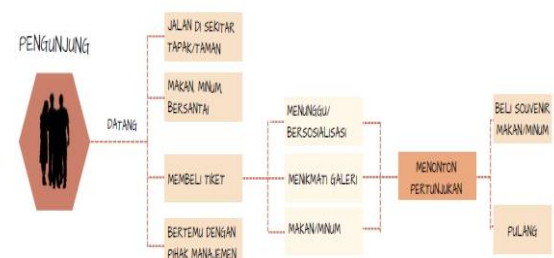 PENGUNJUNG
DATANG
JALAN DI SEKITAR
TAPAK/TAMAN
MAKAN, MINUM,
BERSANTAI
MEMBELI TIKET
BERTEMU DENGAN
PIHAK MANAJEMEN
MENUNGGU/
BERSOSIALISASI
MENIKMATI GALERI
MAKAN/MINUM
MENONTON
PERTUNJUKAN
BELI SOUVENIR
MAKAN/MINUM
PULANG